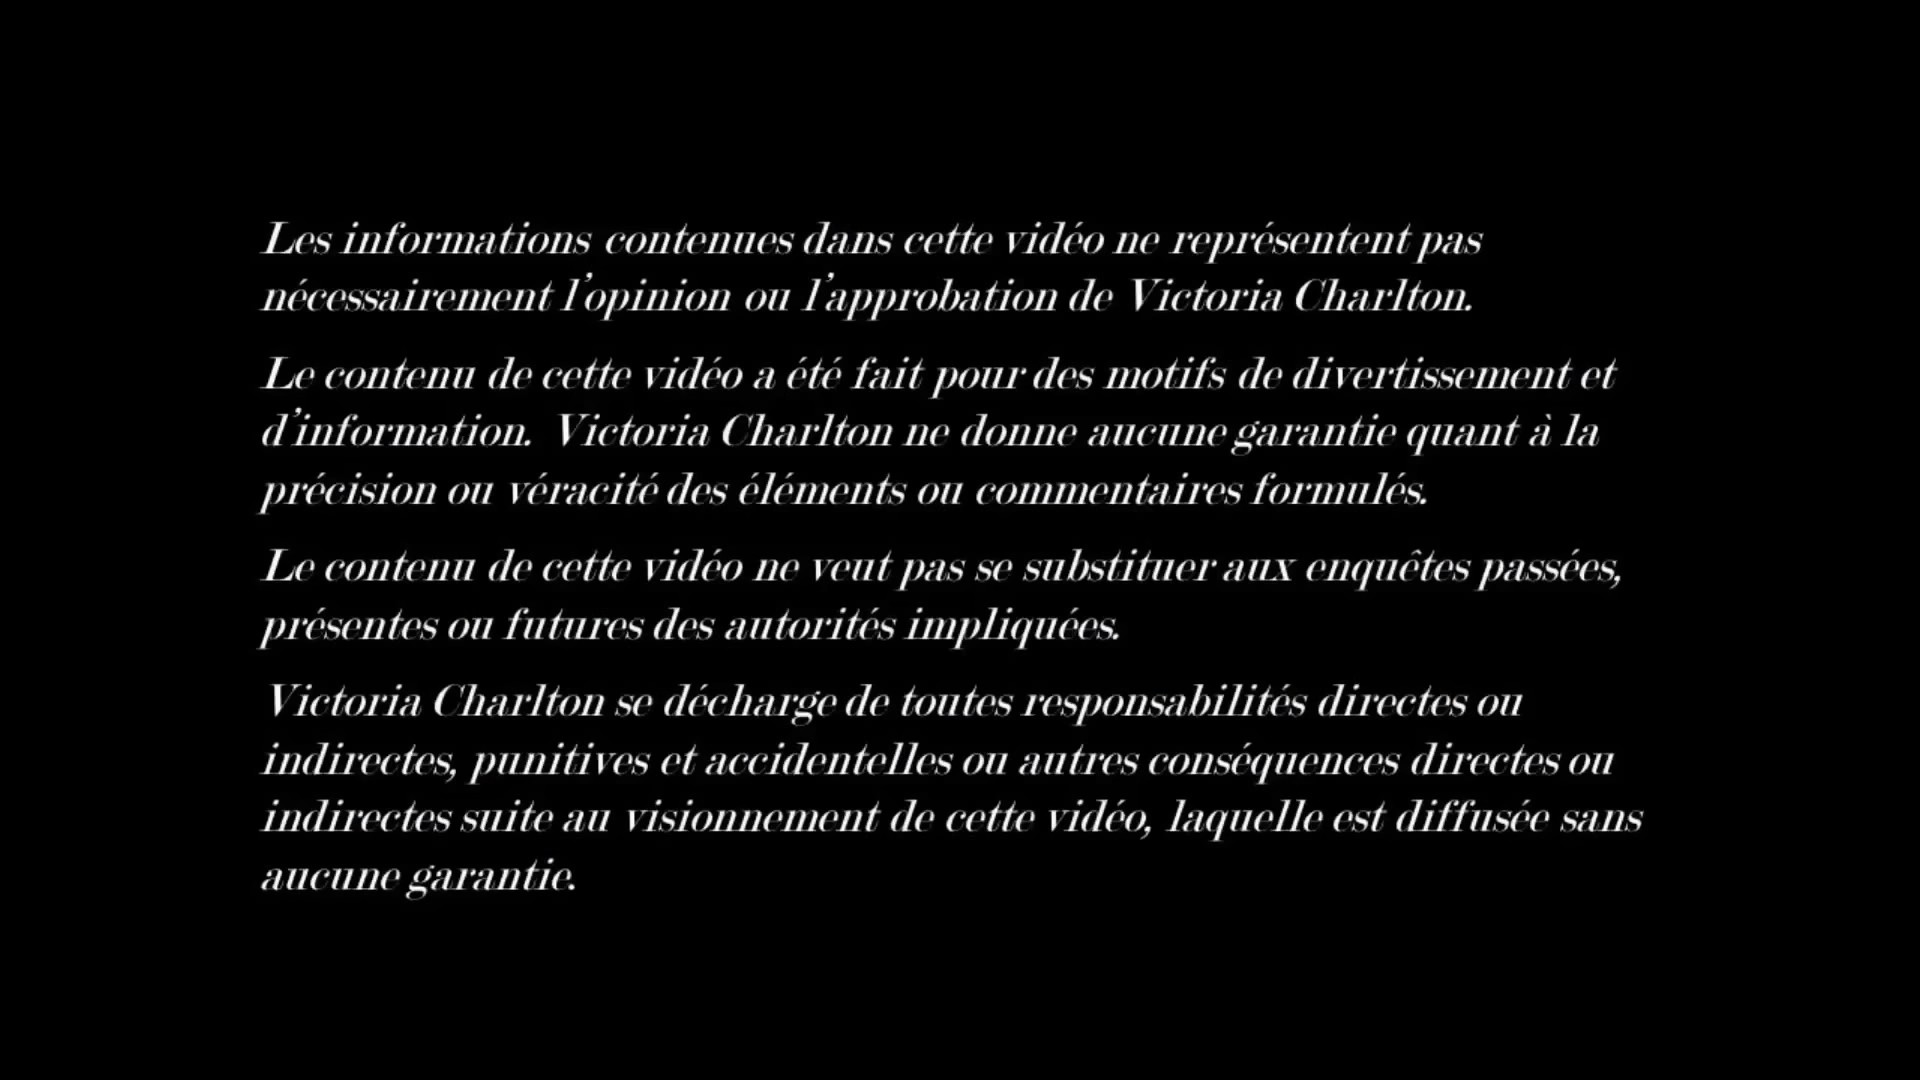 Les informations contenues dans cette vidéo ne représentent pas
nécessairement l’opinion ou l’approbation de Victoria Charlton.
Le contenu de cette vidéo a été fait pour des motifs de divertissement et
d’information. Victoria Charlton ne donne aucune garantie quant à la
précision ou véracité des éléments ou commentaires formulés.
Le contenu de cette vidéo ne veut pas se substituer aux enquêtes passées,
présentes ou futures des autorités impliquées.
Victoria Charlton se décharge de toutes responsabilités directes ou
indirectes, punitives et accidentelles ou autres conséquences directes ou
indirectes suite au visionnement de cette vidéo, laquelle est diffusée sans
aucune garantie.